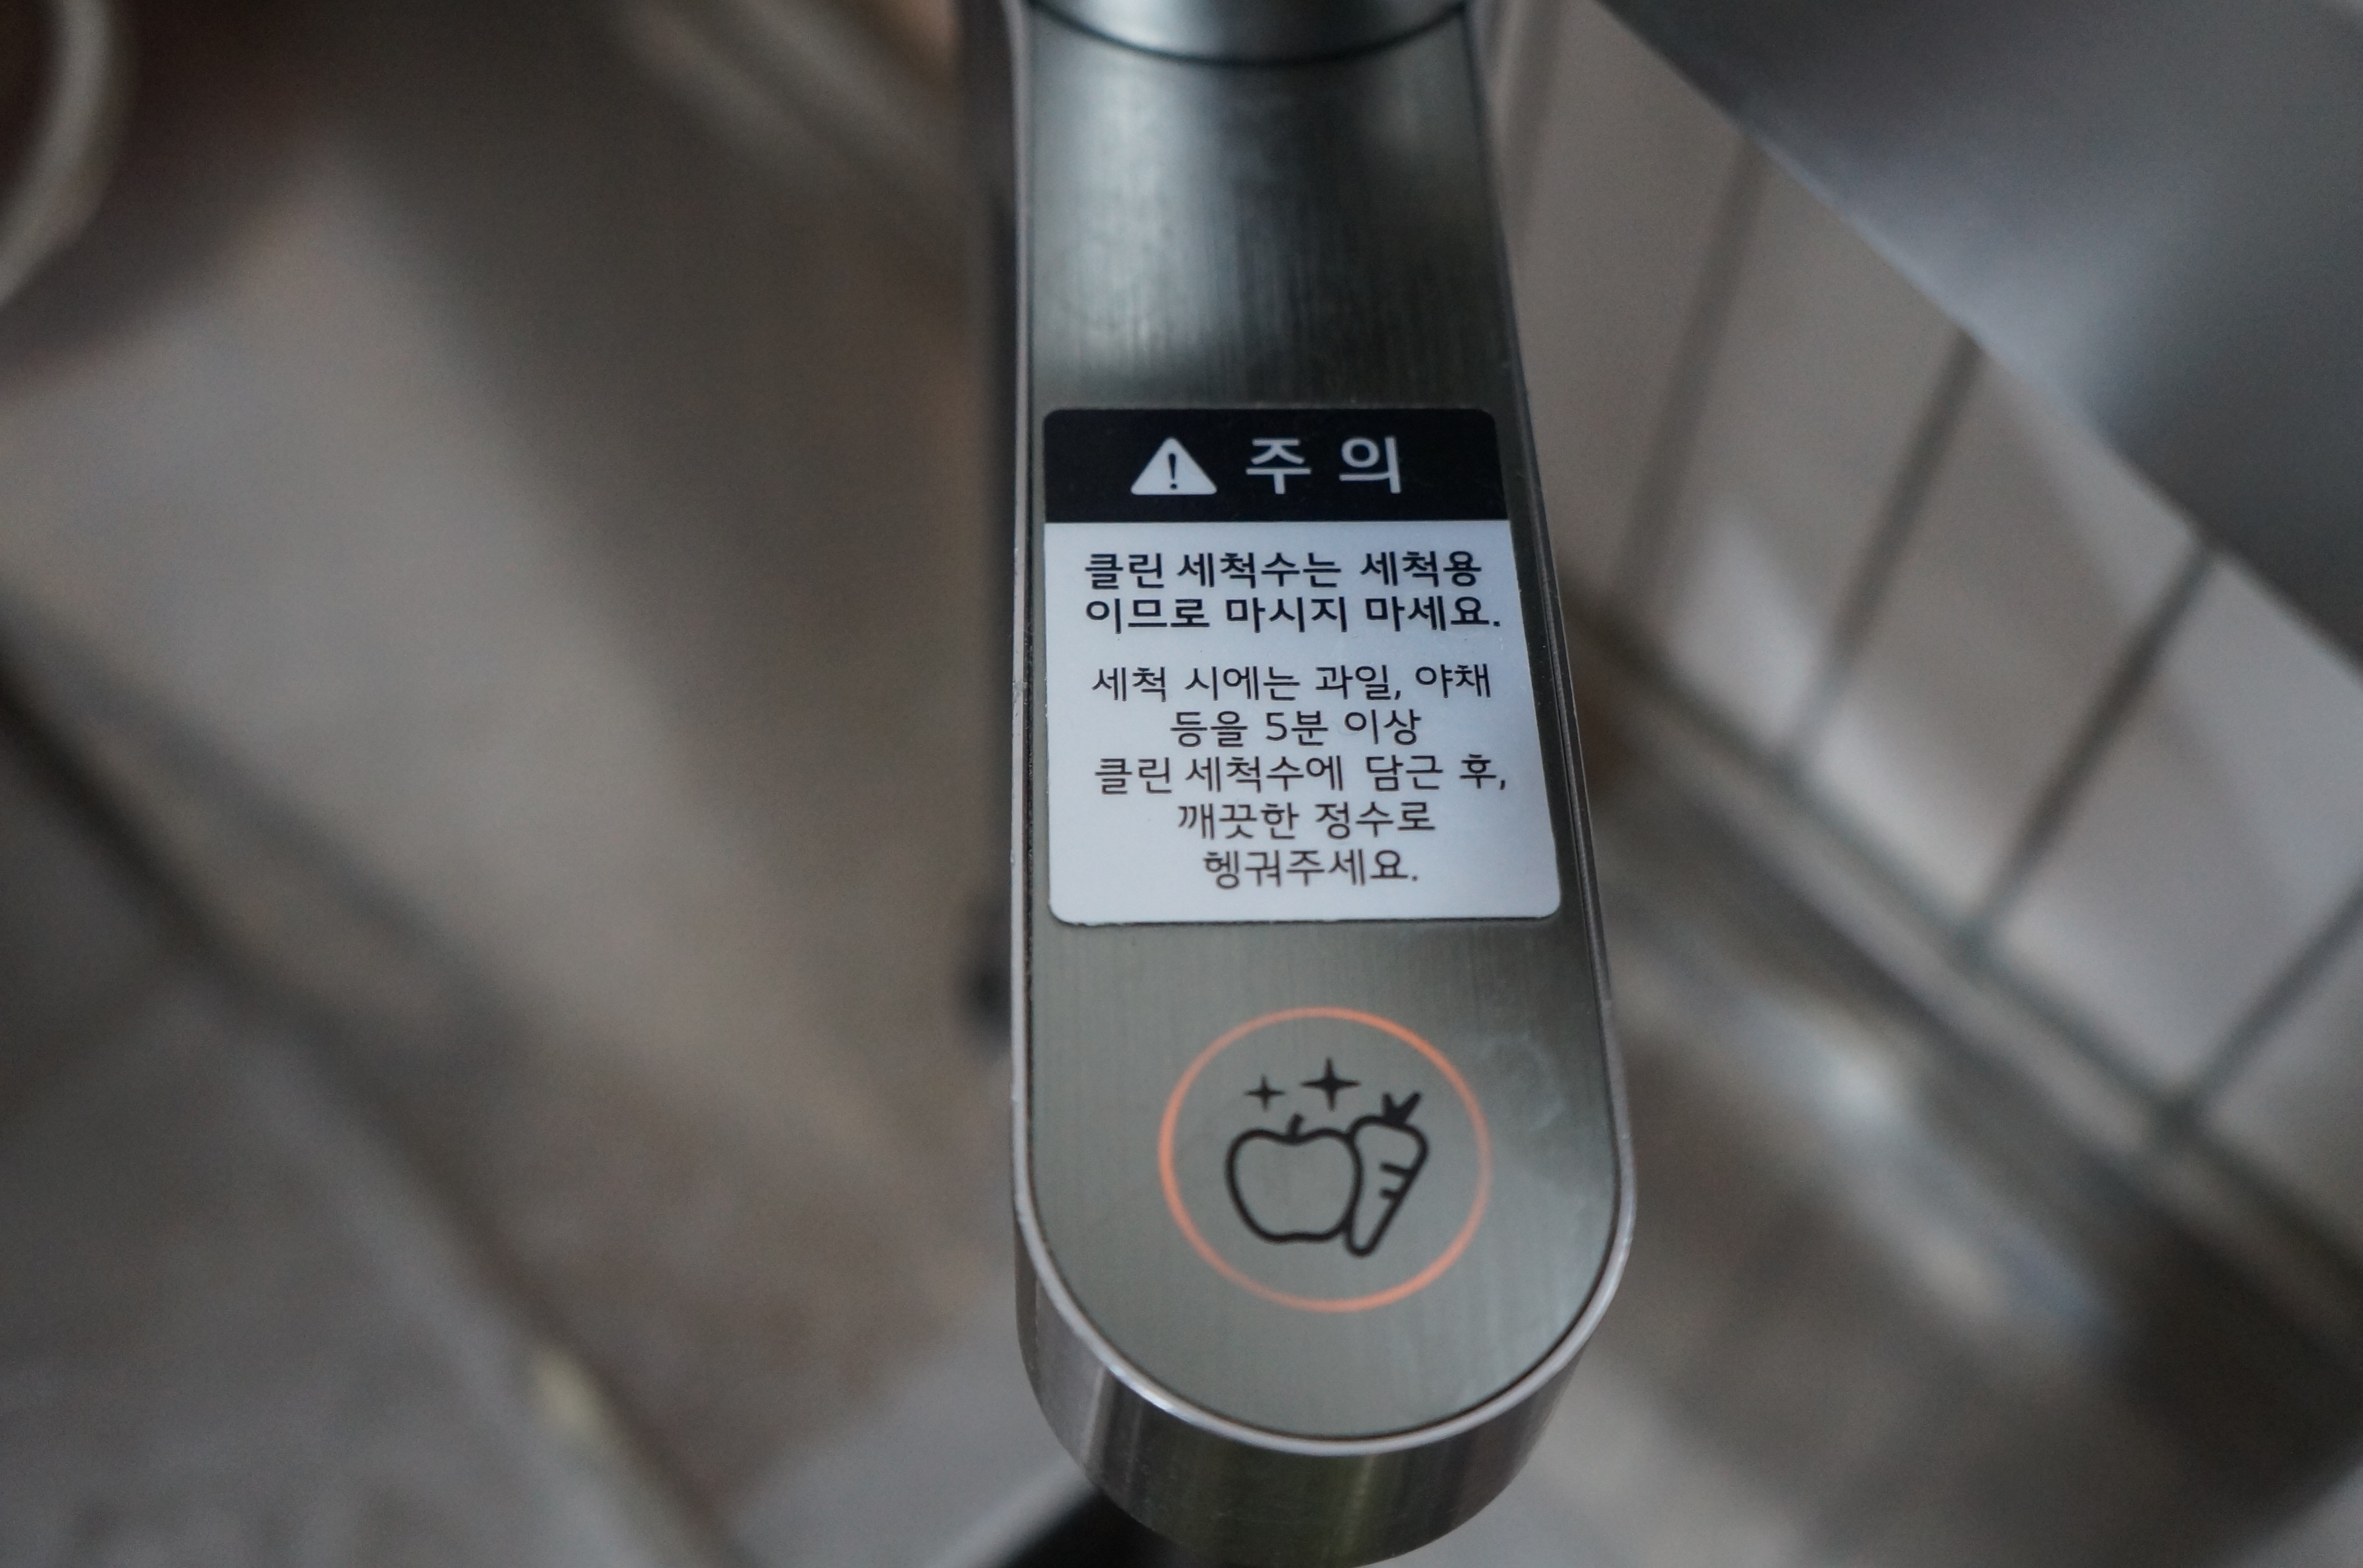 주의
클린 세척수는 세척용
이므로 마시지 마세요.
세척 시에는 과일, 야채
등을 5분 이상
클린 세척수에 담근 후,
깨끗한 정수로
헹궈주세요.